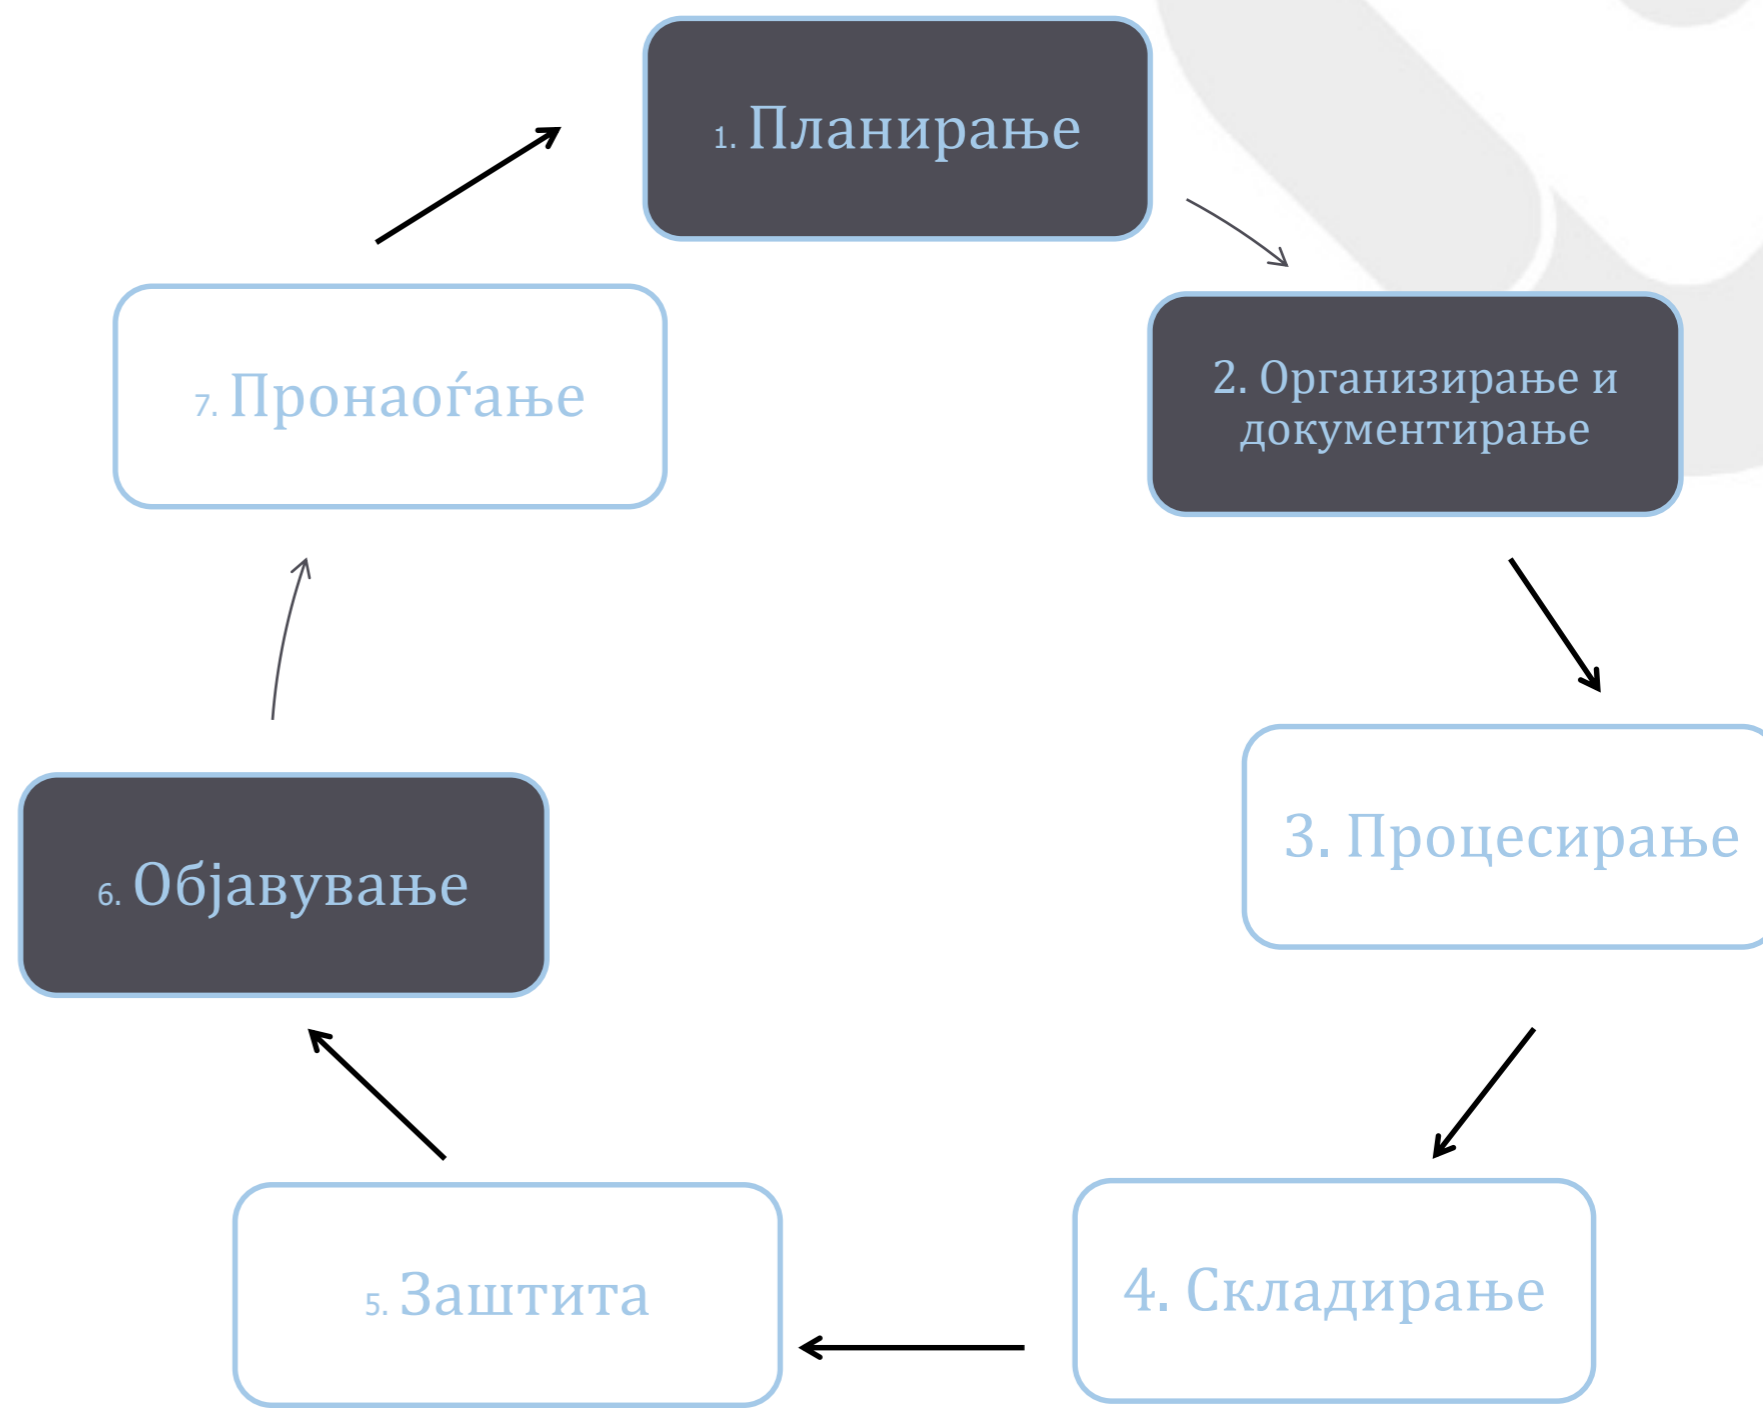 1. Планирање
2. Организирање и
документирање
3. Процесирање
4. Складирање
5. Заштита
6. Објавување
7. Пронаоѓање